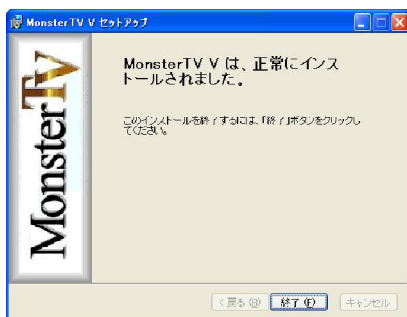 MonsterTV V セットアップ
MonsterTV
MonsterTV V は、正常にインス
トールされました。
このインストールを終了するには、「終了」ボタンをクリックし
てください。
< 戻る (B)
終了 (F)
キャンセル